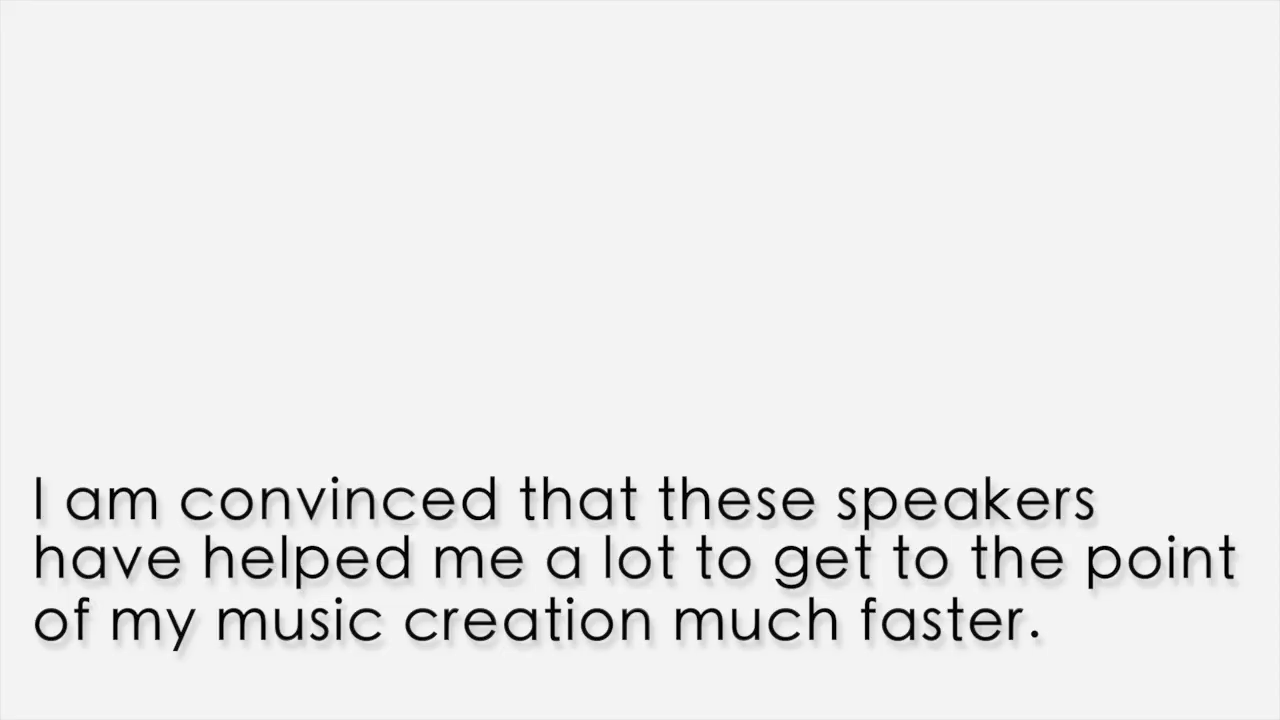 I am convinced that these speakers
have helped me a lot to get to the point
of my music creation much faster.